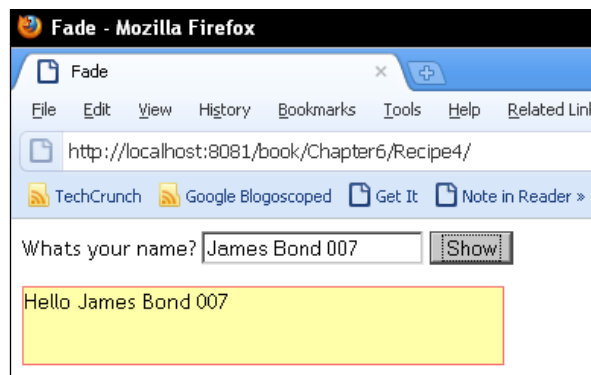 Fade - Mozilla Firefox
Fade
File Edit View History Bookmarks Tools Help Related Lin
http://localhost:8081/book/Chapter6/Recipe4/
TechCrunch Google Blogoscoped Get It Note in Reader »
Whats your name? James Bond 007 Show
Hello James Bond 007